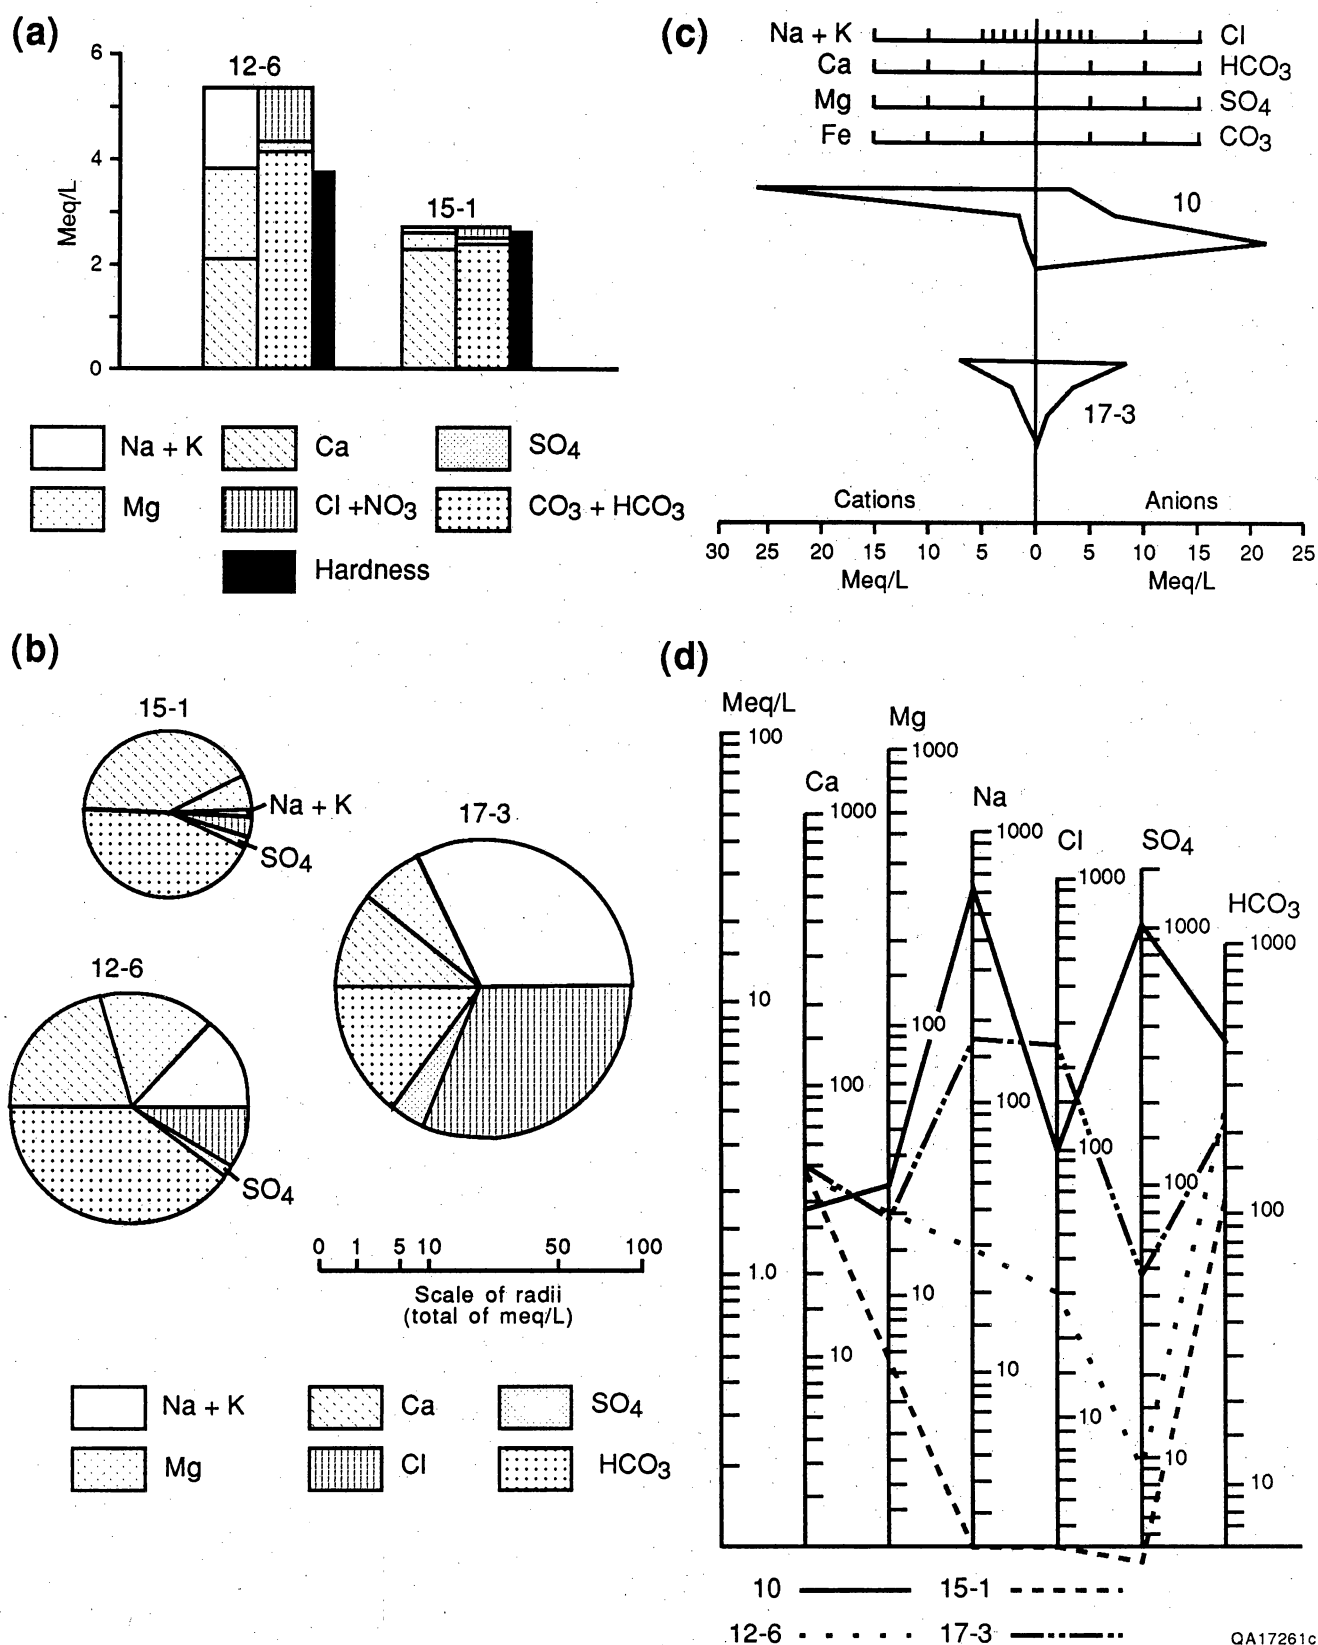 (a)
6
4
2
0
Meq/L
12-6
15-1
Na + K
Ca
SO4
Mg
Cl +NO3
CO3 + HCO3
Hardness
(b)
15-1
Na + K
SO4
17-3
12-6
SO4
0 1 5 10 50 100
Scale of radii
(total of meq/L)
Na + K
Ca
SO4
Mg
Cl
HCO3
(c)
Na + K Cl
Ca HCO3
Mg SO4
Fe CO3
10
17-3
Cations Anions
30 25 20 15 10 5 0 5 10 15 20 25
Meq/L Meq/L
(d)
Meq/L
100
10
1.0
Ca
1000
100
10
Mg
1000
100
10
Na
1000
100
10
Cl
1000
100
10
SO4
1000
100
10
HCO3
1000
100
10
10
15-1
12-6
17-3
QA17261c